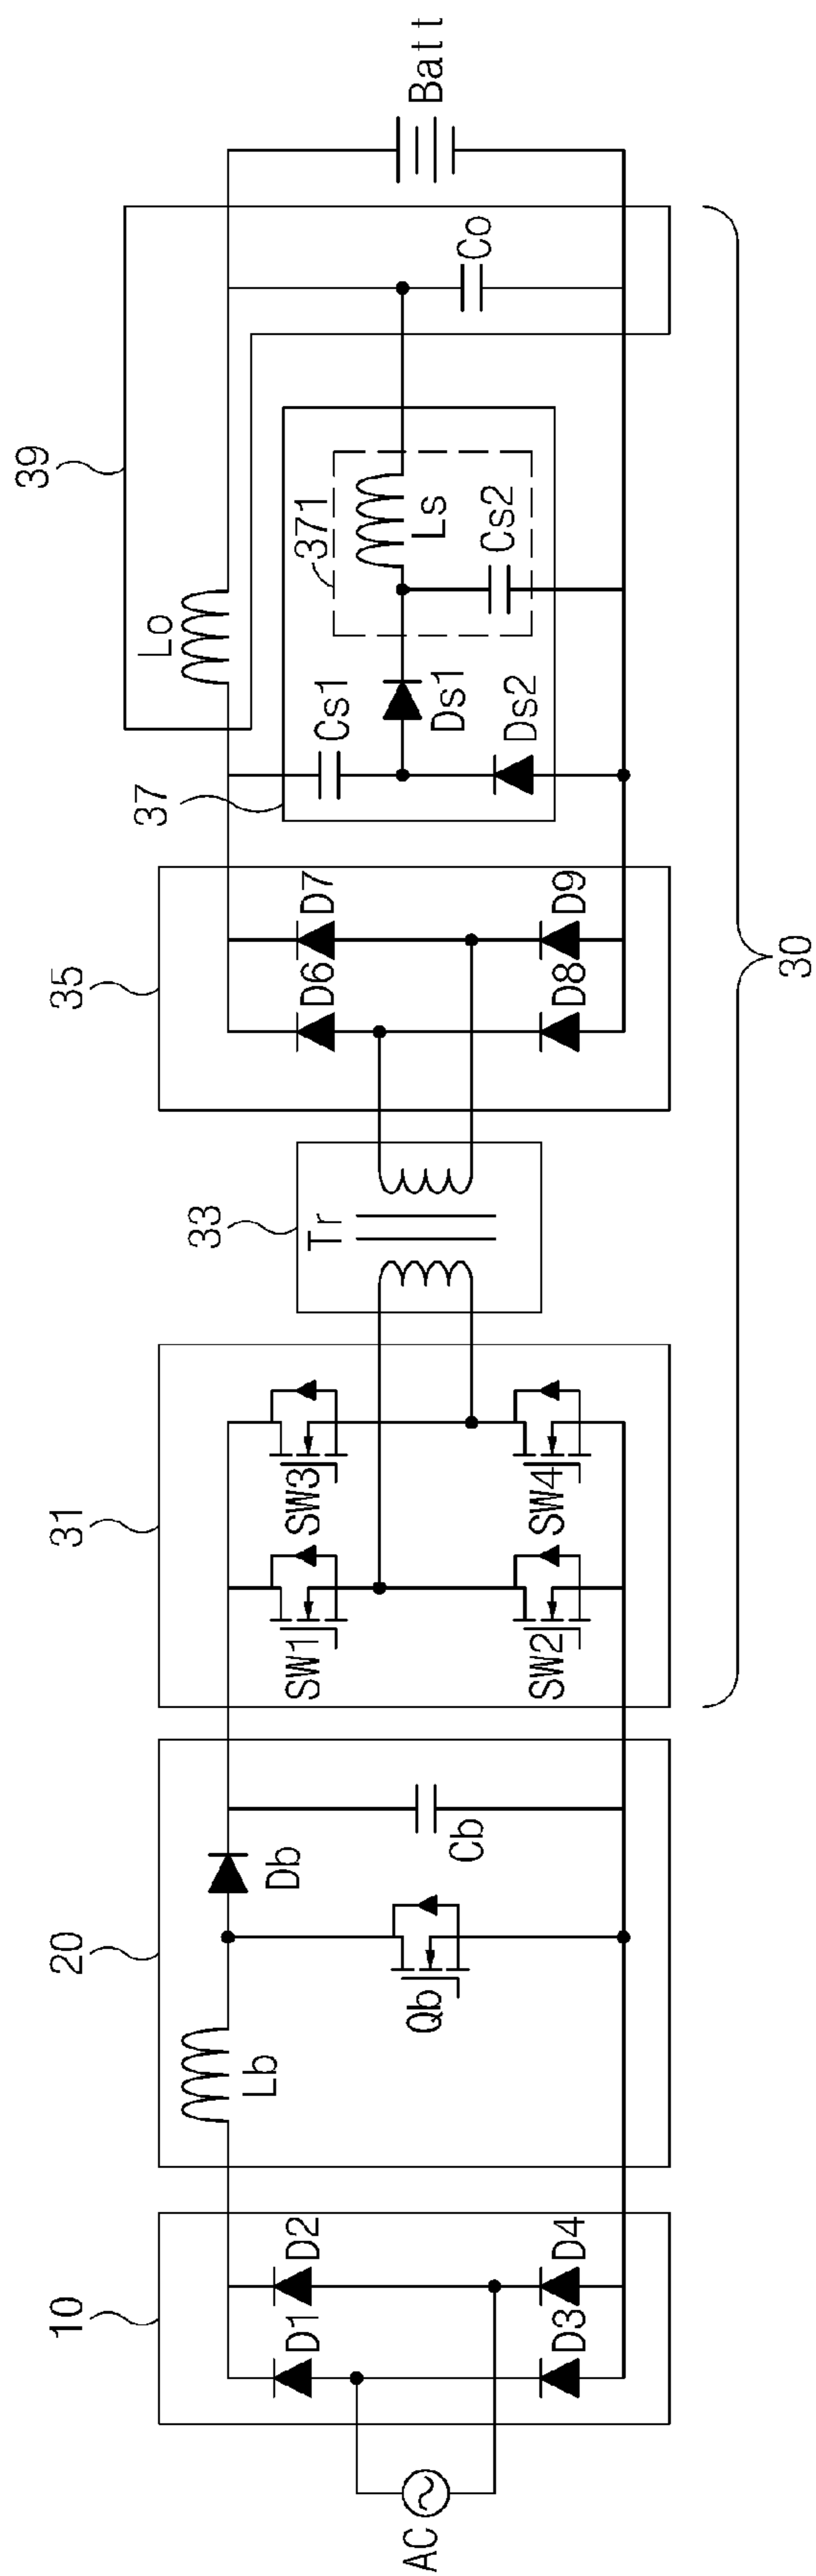 AC
10
D1
D2
D3
D4
20
Lb
Qb
Db
Cb
31
SW1
SW3
SW2
SW4
33
Tr
35
D6
D7
D8
D9
37
Cs1
Ds1
Ds2
371
Ls
Cs2
39
Lo
Co
Batt
30